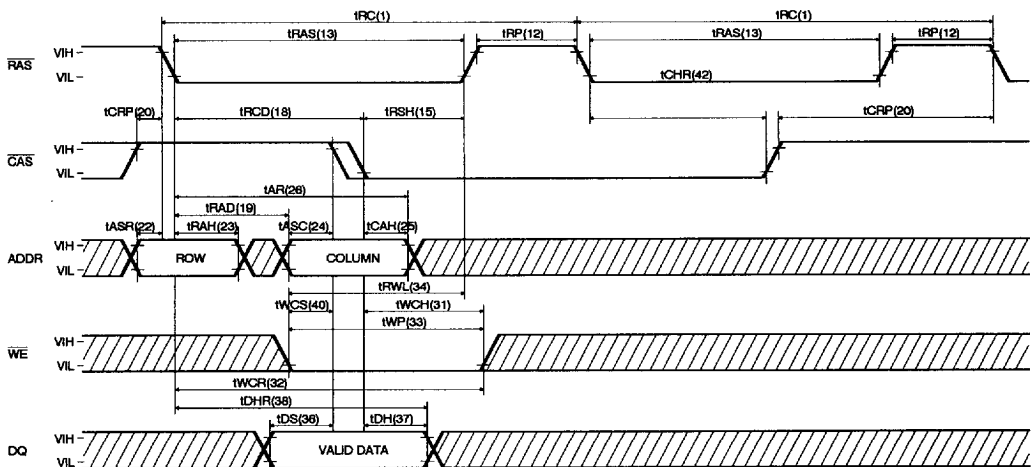 tRC(1) tRC(1)
tRAS(13) tRP(12) tRAS(13) tRP(12)
RAS VIH
VIL
tCHR(42)
tCRP(20) tRCD(18) tRSH(15) tCRP(20)
CAS VIH
VIL
tAR(26)
tRAD(19)
tASR(22) tRAH(23) tASC(24) tCAH(25)
ADDR VIH ROW COLUMN
VIL
tRWL(34)
tWCS(40) tWCH(31)
tWP(33)
WE VIH
VIL
tWCR(32)
tDHR(38)
tDS(36) tDH(37)
DQ VIH VALID DATA
VIL